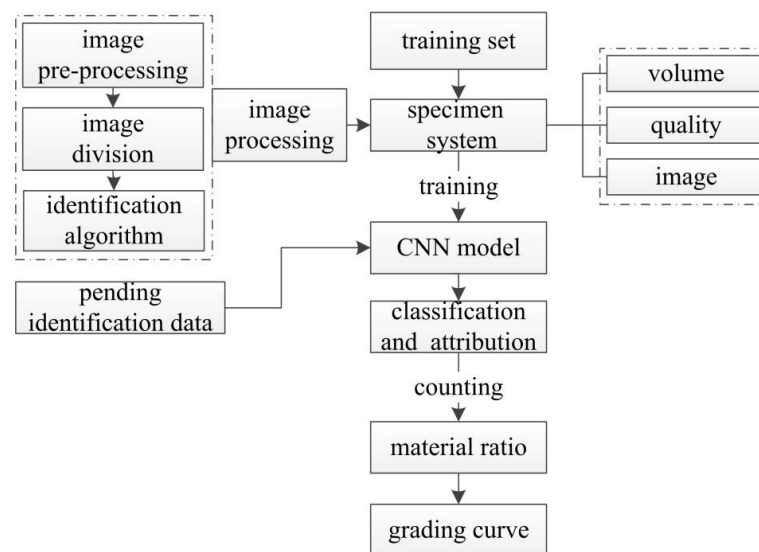 image
pre-processing
image
division
identification
algorithm
image
processing
pending
identification data
training set
specimen
system
training
CNN model
classification
and attribution
counting
material ratio
grading curve
volume
quality
image